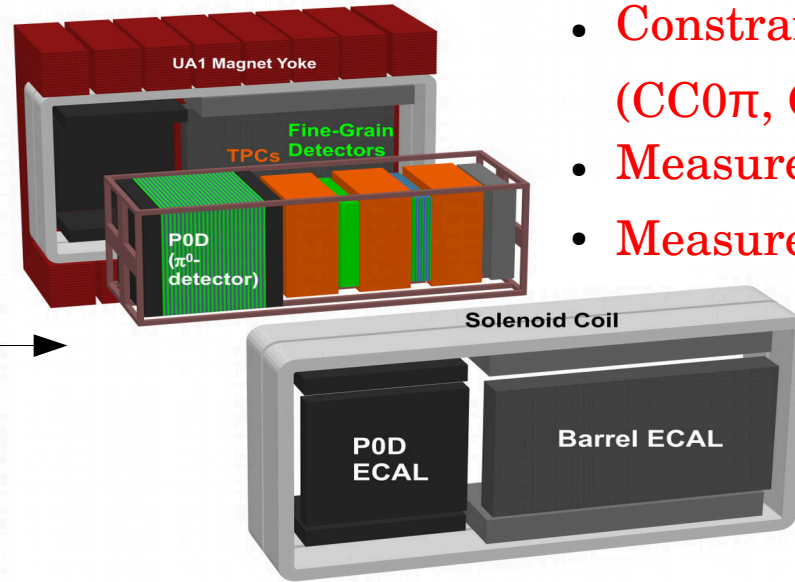 UA1 Magnet Yoke
Fine-Grain
TPCs Detectors
P0D
(π⁰-
detector)
Solenoid Coil
P0D
ECAL
Barrel ECAL
(CC0π,
Measure
Measure